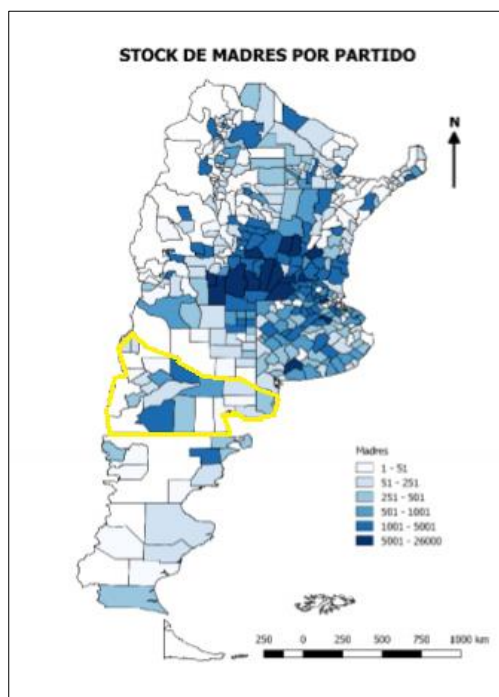 STOCK DE MADRES POR PARTIDO
N
Madres
1 - 51
51 - 251
251 - 501
501 - 1001
1001 - 5001
5001 - 26000
250 0 250 500 750 1000 km